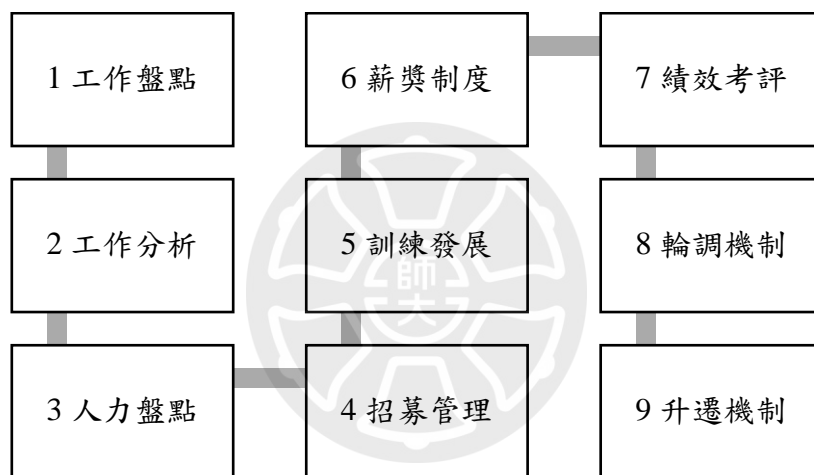 1 工作盤點
2 工作分析
3 人力盤點
4 招募管理
5 訓練發展
6 薪獎制度
7 績效考評
8 輪調機制
9 升遷機制
師大